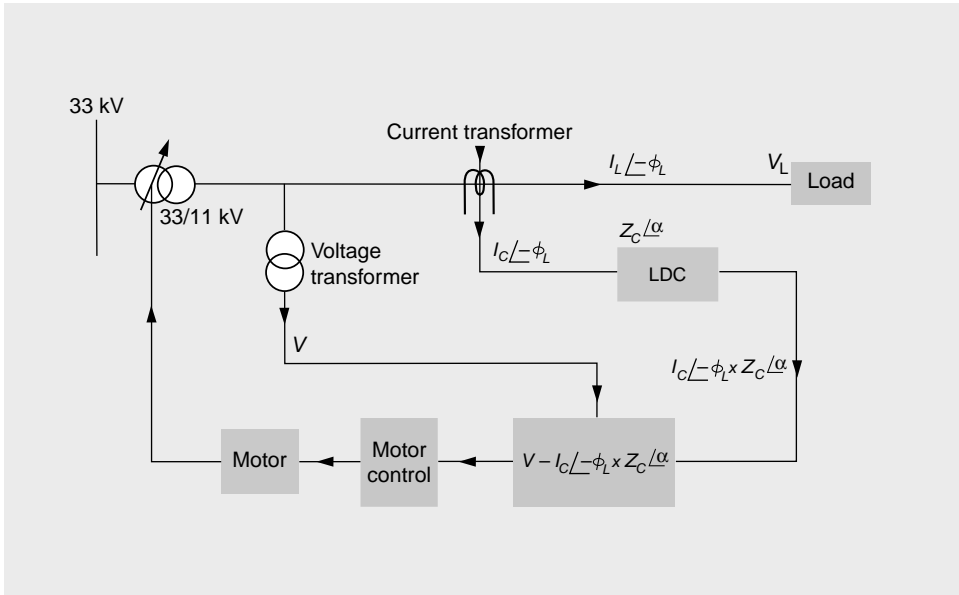 33 kV
Current transformer
I_L∠−ϕ_L
V_L
Load
33/11 kV
Z_C∠α
Voltage
transformer
I_C∠−ϕ_L
LDC
V
I_C∠−ϕ_L x Z_C∠α
Motor
Motor
control
V − I_C∠−ϕ_L x Z_C∠α